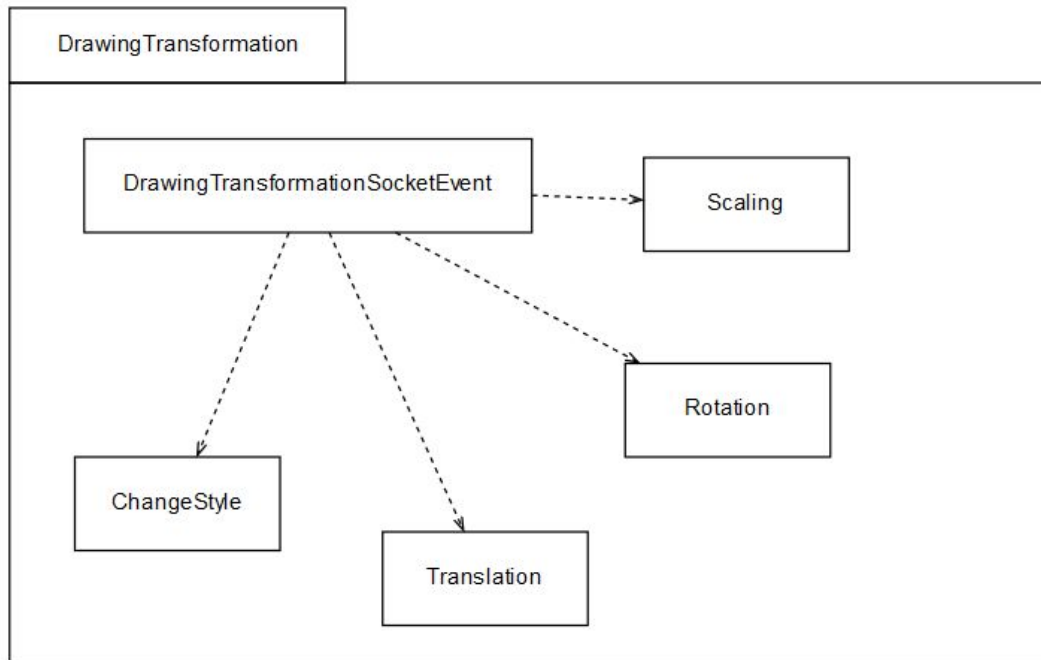 DrawingTransformation
DrawingTransformationSocketEvent
Scaling
Rotation
ChangeStyle
Translation